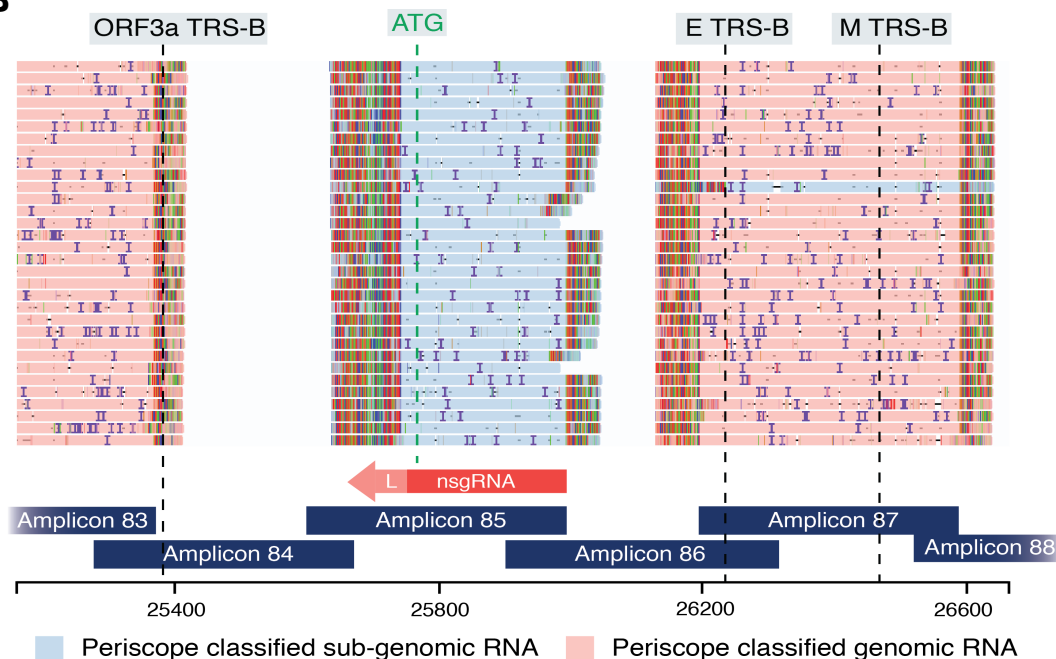 ORF3a TRS-B
ATG
E TRS-B
M TRS-B
L
nsgRNA
Amplicon 83
Amplicon 85
Amplicon 87
Amplicon 84
Amplicon 86
Amplicon 88
25400
25800
26200
26600
Periscope classified sub-genomic RNA
Periscope classified genomic RNA